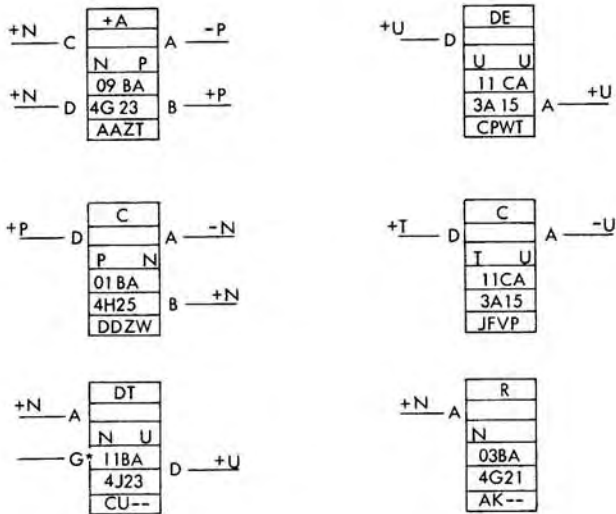 +A
+N C A -P
N P
09 BA
+N D 4G 23 B +P
AAZT
DE
+U D
U U
11 CA
3A 15 A +U
CPWT
C
+P D A -N
P N
01 BA
4H25 B +N
DDZW
C
+T D A -U
T U
11CA
3A15
JFVP
DT
+N A
N U
G* 11BA D +U
4J23
CU--
R
+N A
N
03BA
4G21
AK--